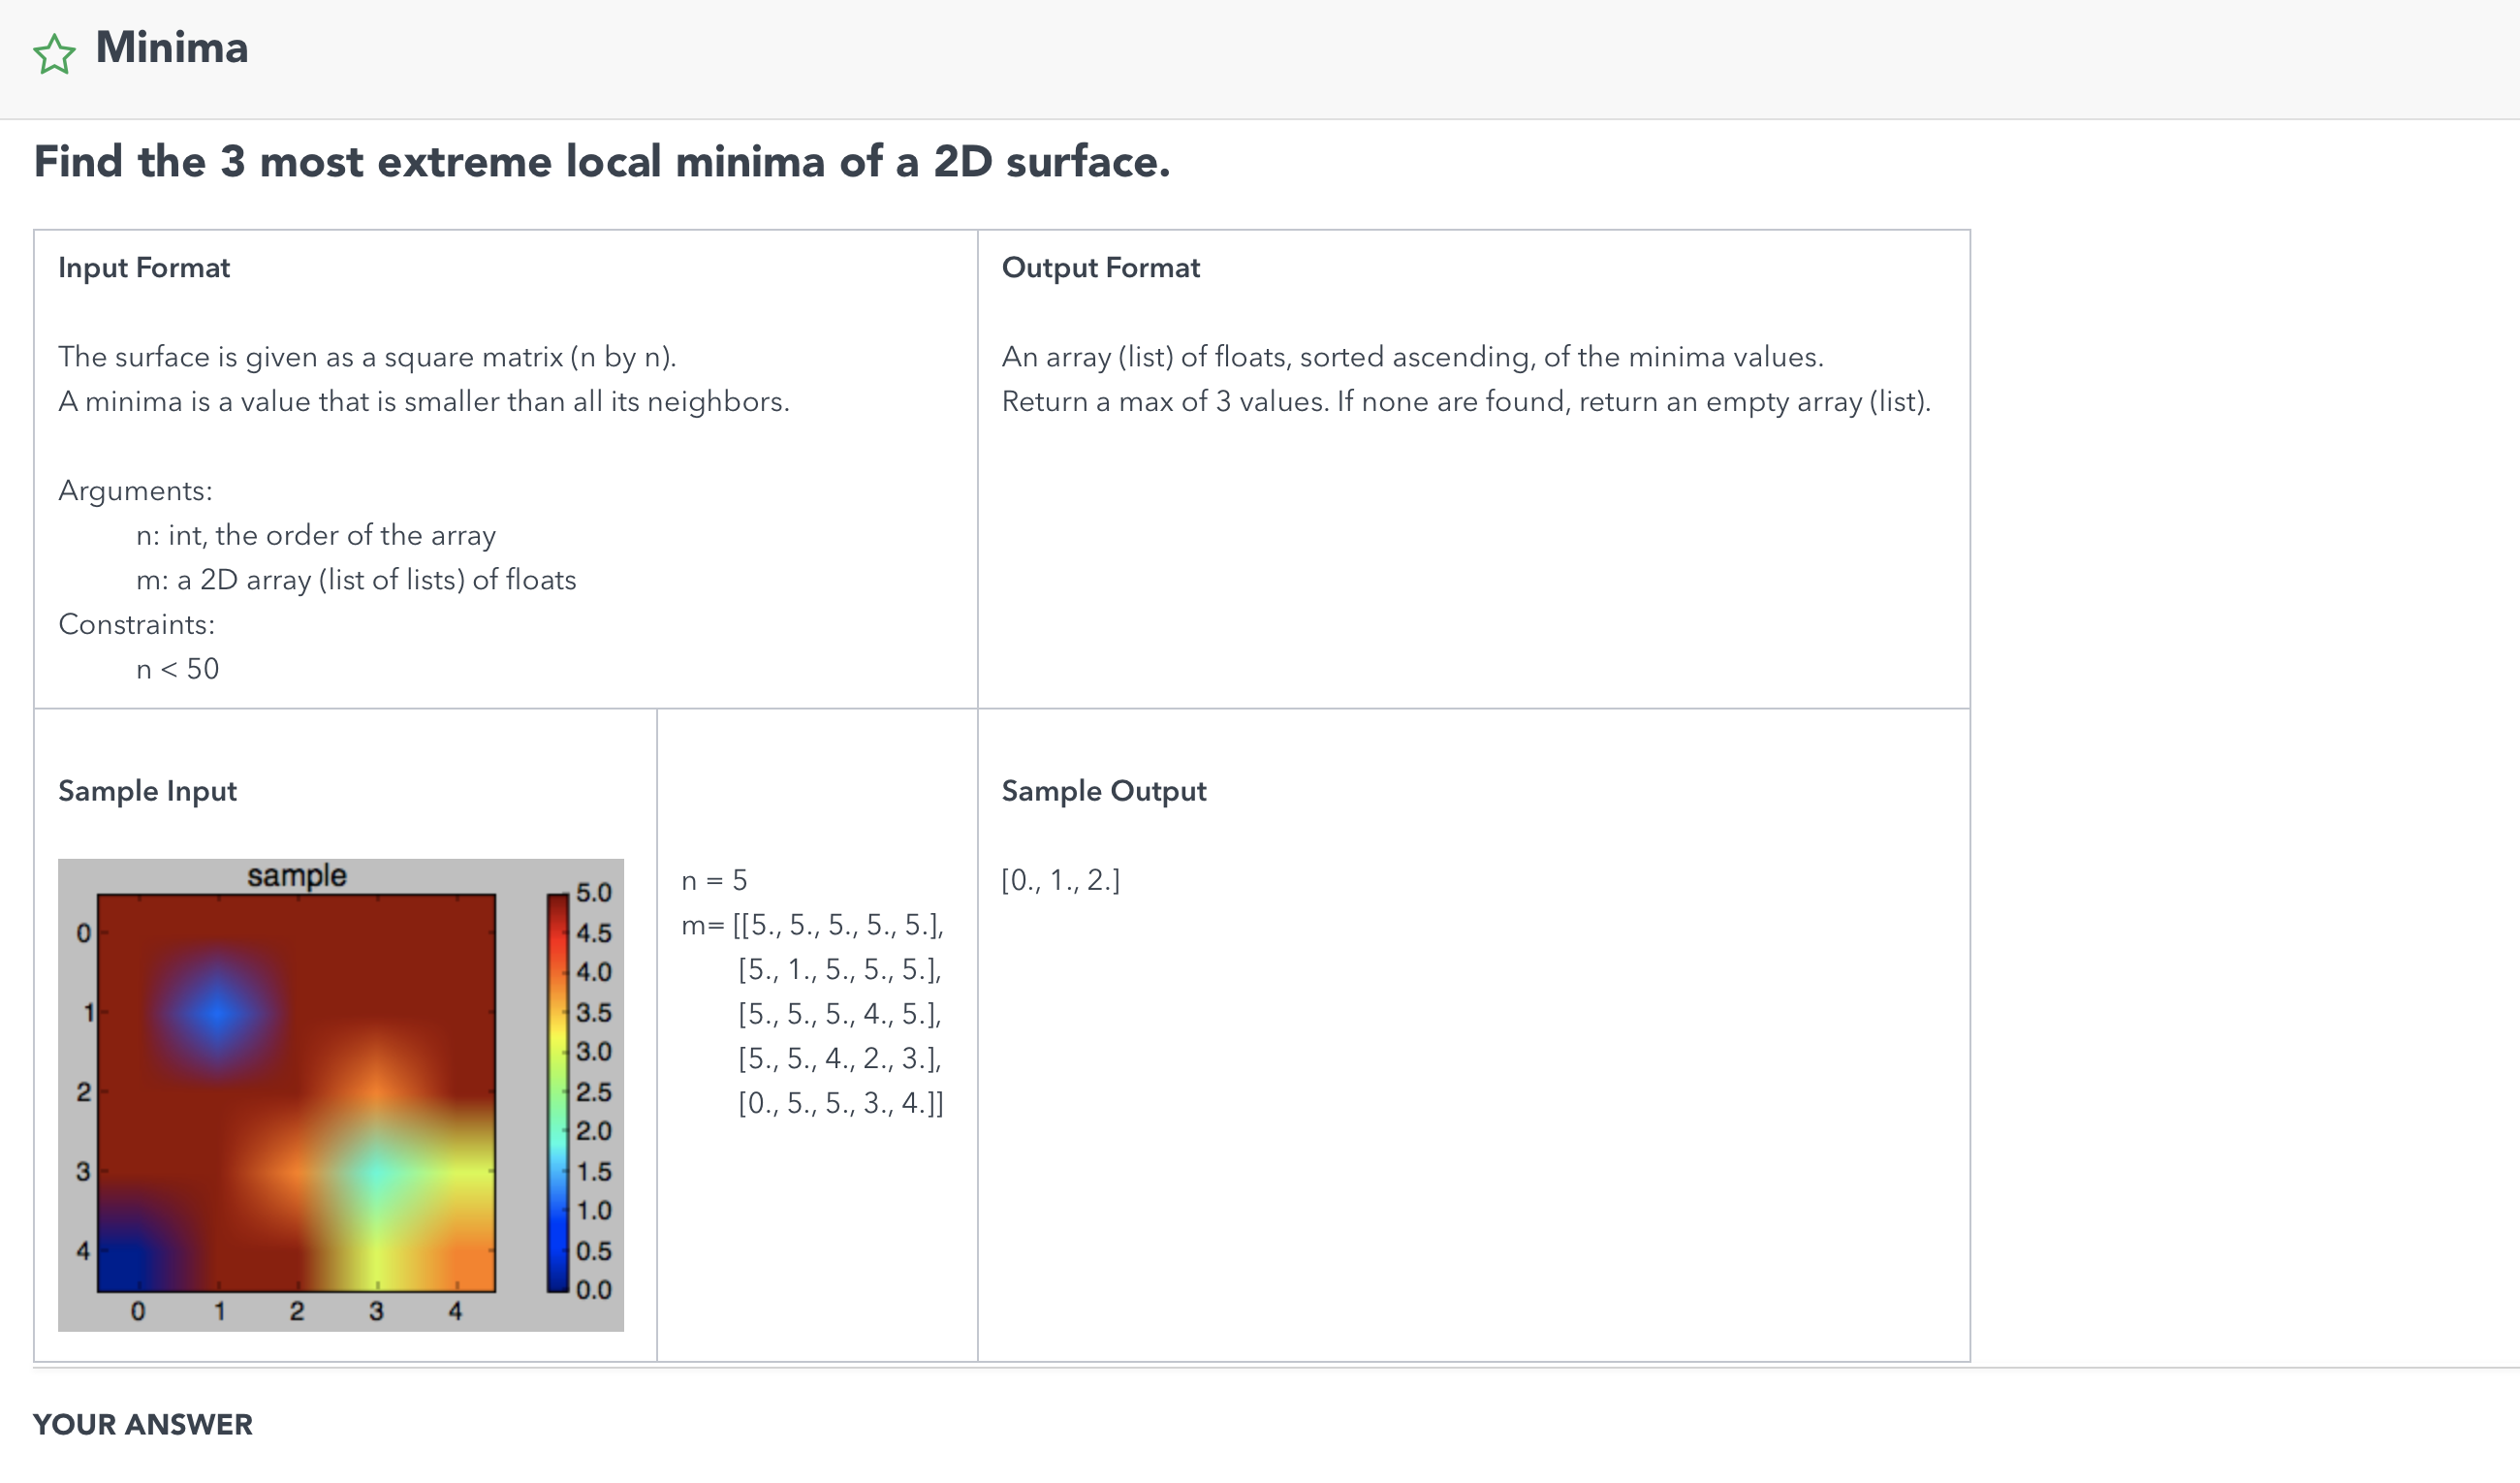 Minima
Find the 3 most extreme local minima of a 2D surface.
Input Format
The surface is given as a square matrix (n by n).
A minima is a value that is smaller than all its neighbors.
Arguments:
n: int, the order of the array
m: a 2D array (list of lists) of floats
Constraints:
n < 50
Output Format
An array (list) of floats, sorted ascending, of the minima values.
Return a max of 3 values. If none are found, return an empty array (list).
Sample Input
sample
0
1
2
3
4
0 1 2 3 4
5.0
4.5
4.0
3.5
3.0
2.5
2.0
1.5
1.0
0.5
0.0
n = 5
m= [[5., 5., 5., 5., 5.],
[5., 1., 5., 5., 5.],
[5., 5., 5., 4., 5.],
[5., 5., 4., 2., 3.],
[0., 5., 5., 3., 4.]]
Sample Output
[0., 1., 2.]
YOUR ANSWER